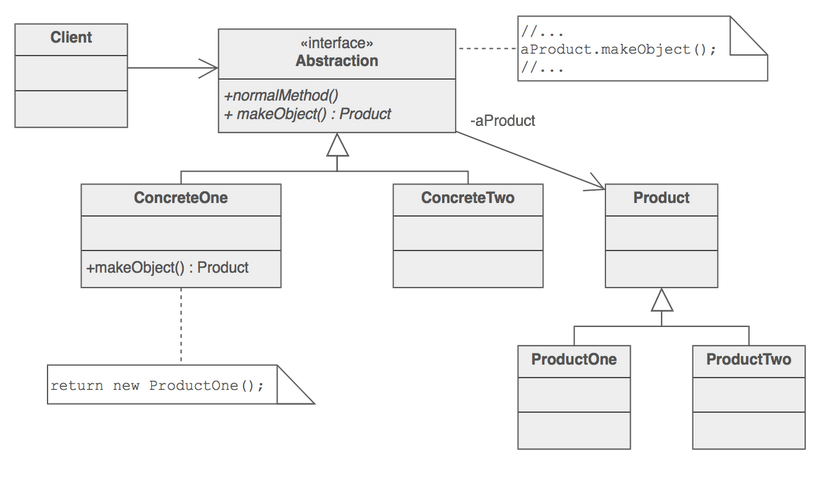 Client
«interface»
Abstraction
+normalMethod()
+ makeObject() : Product
//...
aProduct.makeObject();
//...
-aProduct
ConcreteOne
+makeObject() : Product
ConcreteTwo
Product
return new ProductOne();
ProductOne
ProductTwo